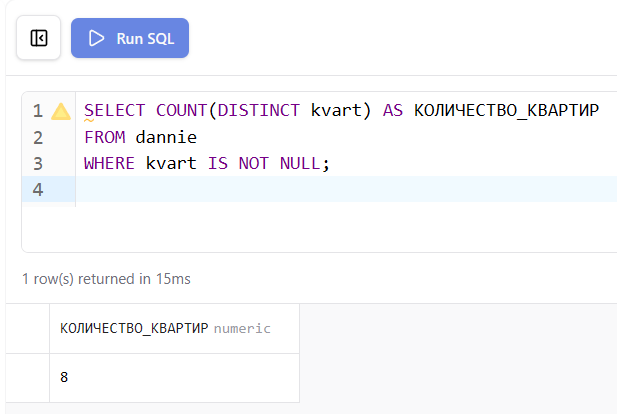 Run SQL
1 SELECT COUNT(DISTINCT kvart) AS КОЛИЧЕСТВО_КВАРТИР
2 FROM dannie
3 WHERE kvart IS NOT NULL;
4
1 row(s) returned in 15ms
КОЛИЧЕСТВО_КВАРТИР numeric
8